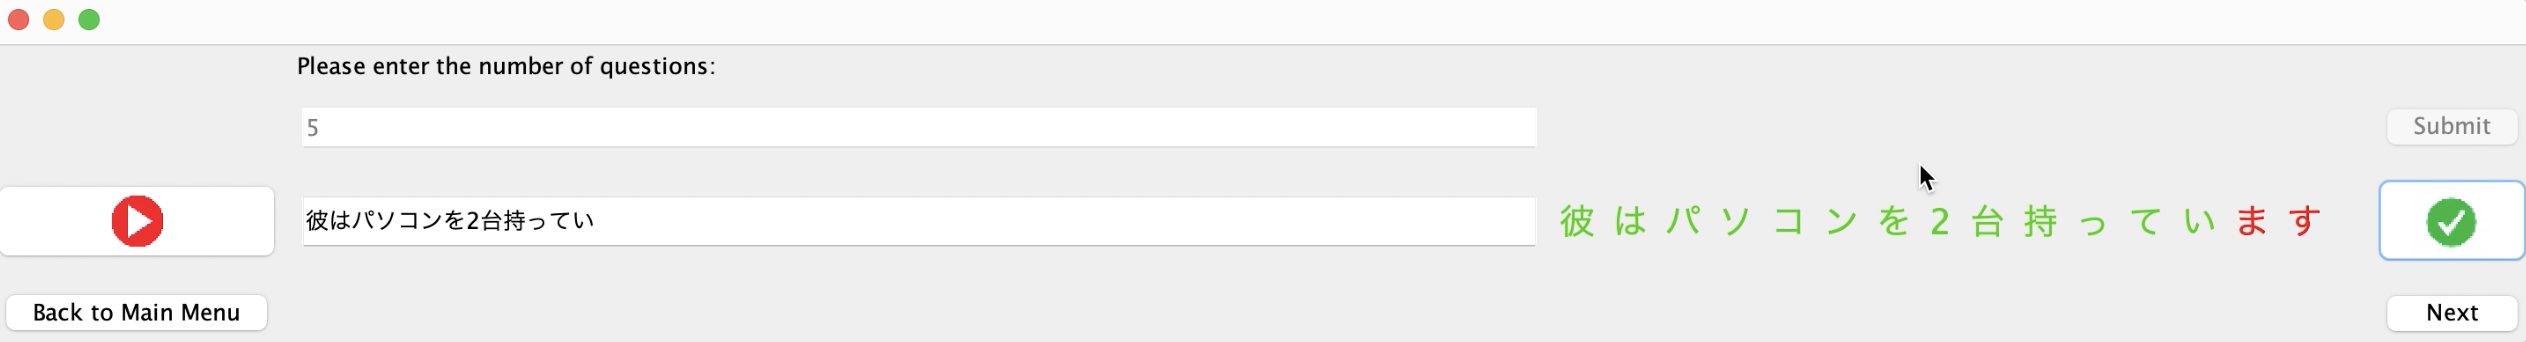 Please enter the number of questions:
5
Submit
彼はパソコンを2台持ってい
彼はパソコンを2台持っています
Back to Main Menu
Next